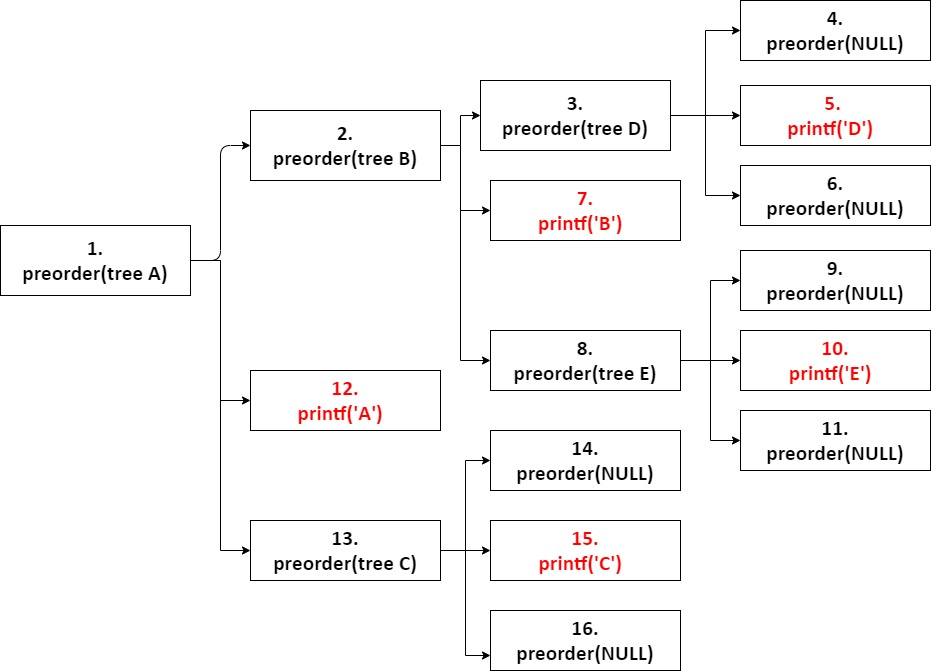 1.
preorder(tree A)
2.
preorder(tree B)
3.
preorder(tree D)
4.
preorder(NULL)
5.
printf('D')
6.
preorder(NULL)
7.
printf('B')
8.
preorder(tree E)
9.
preorder(NULL)
10.
printf('E')
11.
preorder(NULL)
12.
printf('A')
13.
preorder(tree C)
14.
preorder(NULL)
15.
printf('C')
16.
preorder(NULL)